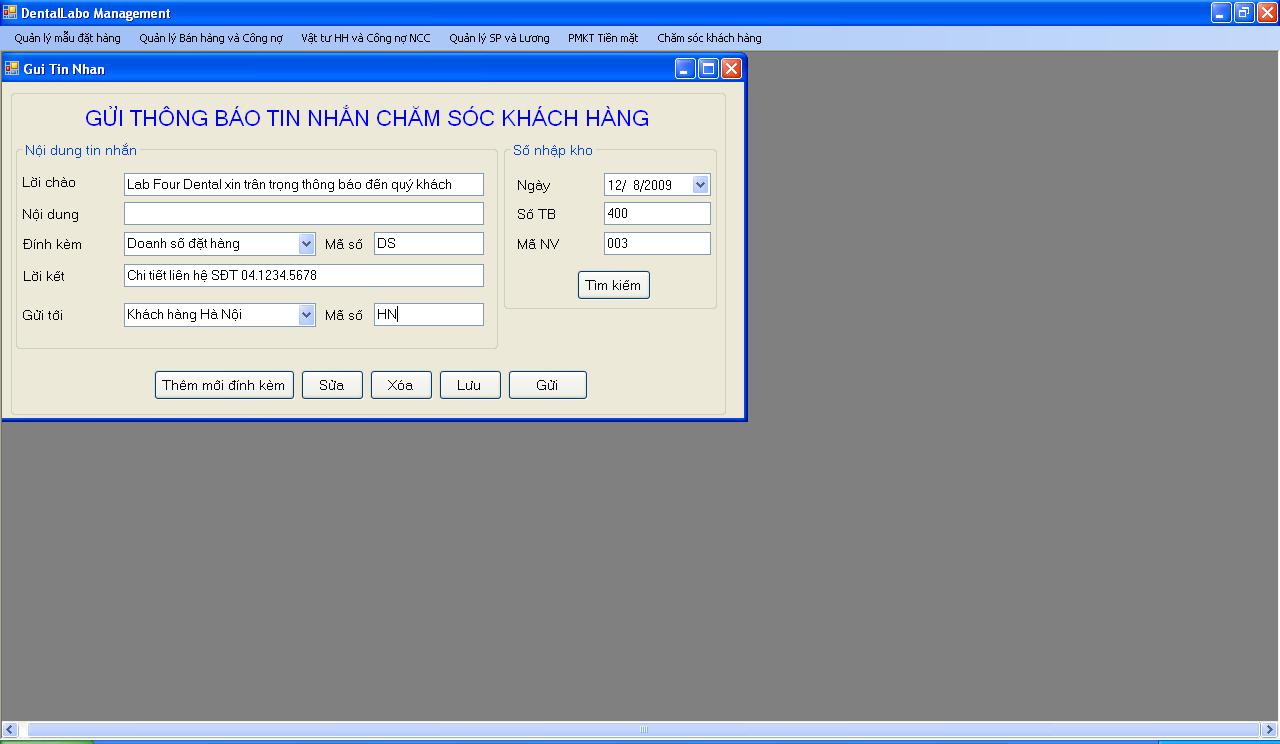 DentalLabo Management
Quản lý mẫu đặt hàng Quản lý Bán hàng và Công nợ Vật tư HH và Công nợ NCC Quản lý SP và Lương PMKT Tiền mặt Chăm sóc khách hàng
Gui Tin Nhan
GỬI THÔNG BÁO TIN NHẮN CHĂM SÓC KHÁCH HÀNG
Nội dung tin nhắn
Lời chào Lab Four Dental xin trân trọng thông báo đến quý khách
Nội dung
Đính kèm Doanh số đặt hàng Mã số DS
Lời kết Chi tiết liên hệ SĐT 04.1234.5678
Gửi tới Khách hàng Hà Nội Mã số HN
Số nhập kho
Ngày 12/ 8/2009
Số TB 400
Mã NV 003
Tìm kiếm
Thêm mới đính kèm Sửa Xóa Lưu Gửi